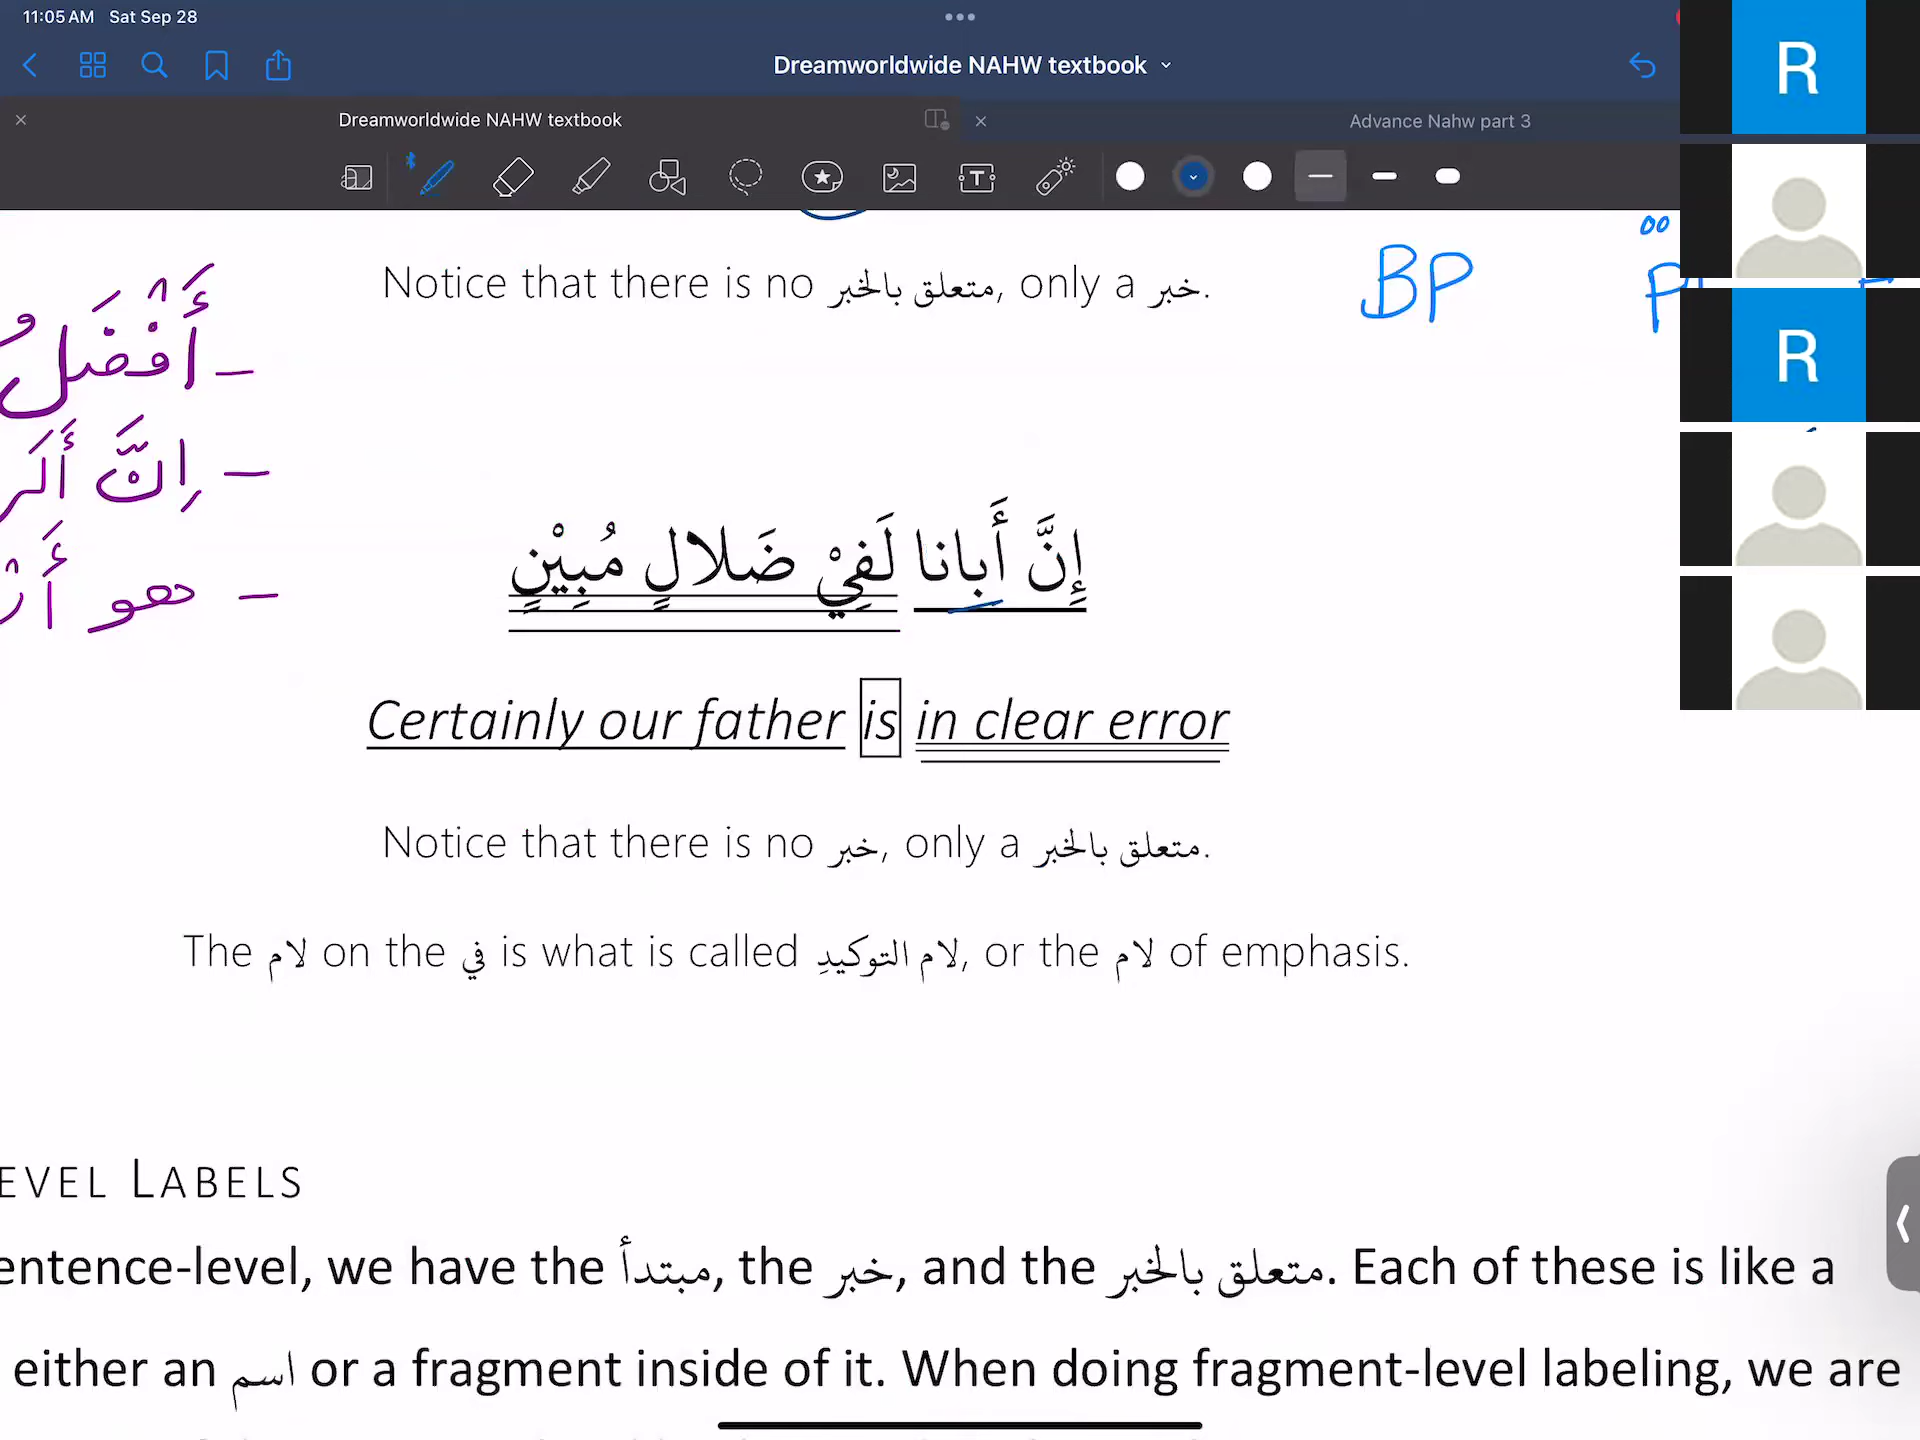 11:05 AM Sat Sep 28
Dreamworldwide NAHW textbook
Dreamworldwide NAHW textbook
Advance Nahw part 3
R
R
Notice that there is no متعلق بالخبر, only a خبر.
BP
- أَفْضَلُ
- إِنَّ
- هو
إِنَّ أَبانا لَفِيْ ضَلالٍ مُبِيْنٍ
Certainly our father is in clear error
Notice that there is no خبر, only a متعلق بالخبر.
The لام on the في is what is called لام التوكيدِ, or the لام of emphasis.
EVEL LABELS
entence-level, we have the مبتدأ, the خبر, and the متعلق بالخبر. Each of these is like a
either an اسم or a fragment inside of it. When doing fragment-level labeling, we are